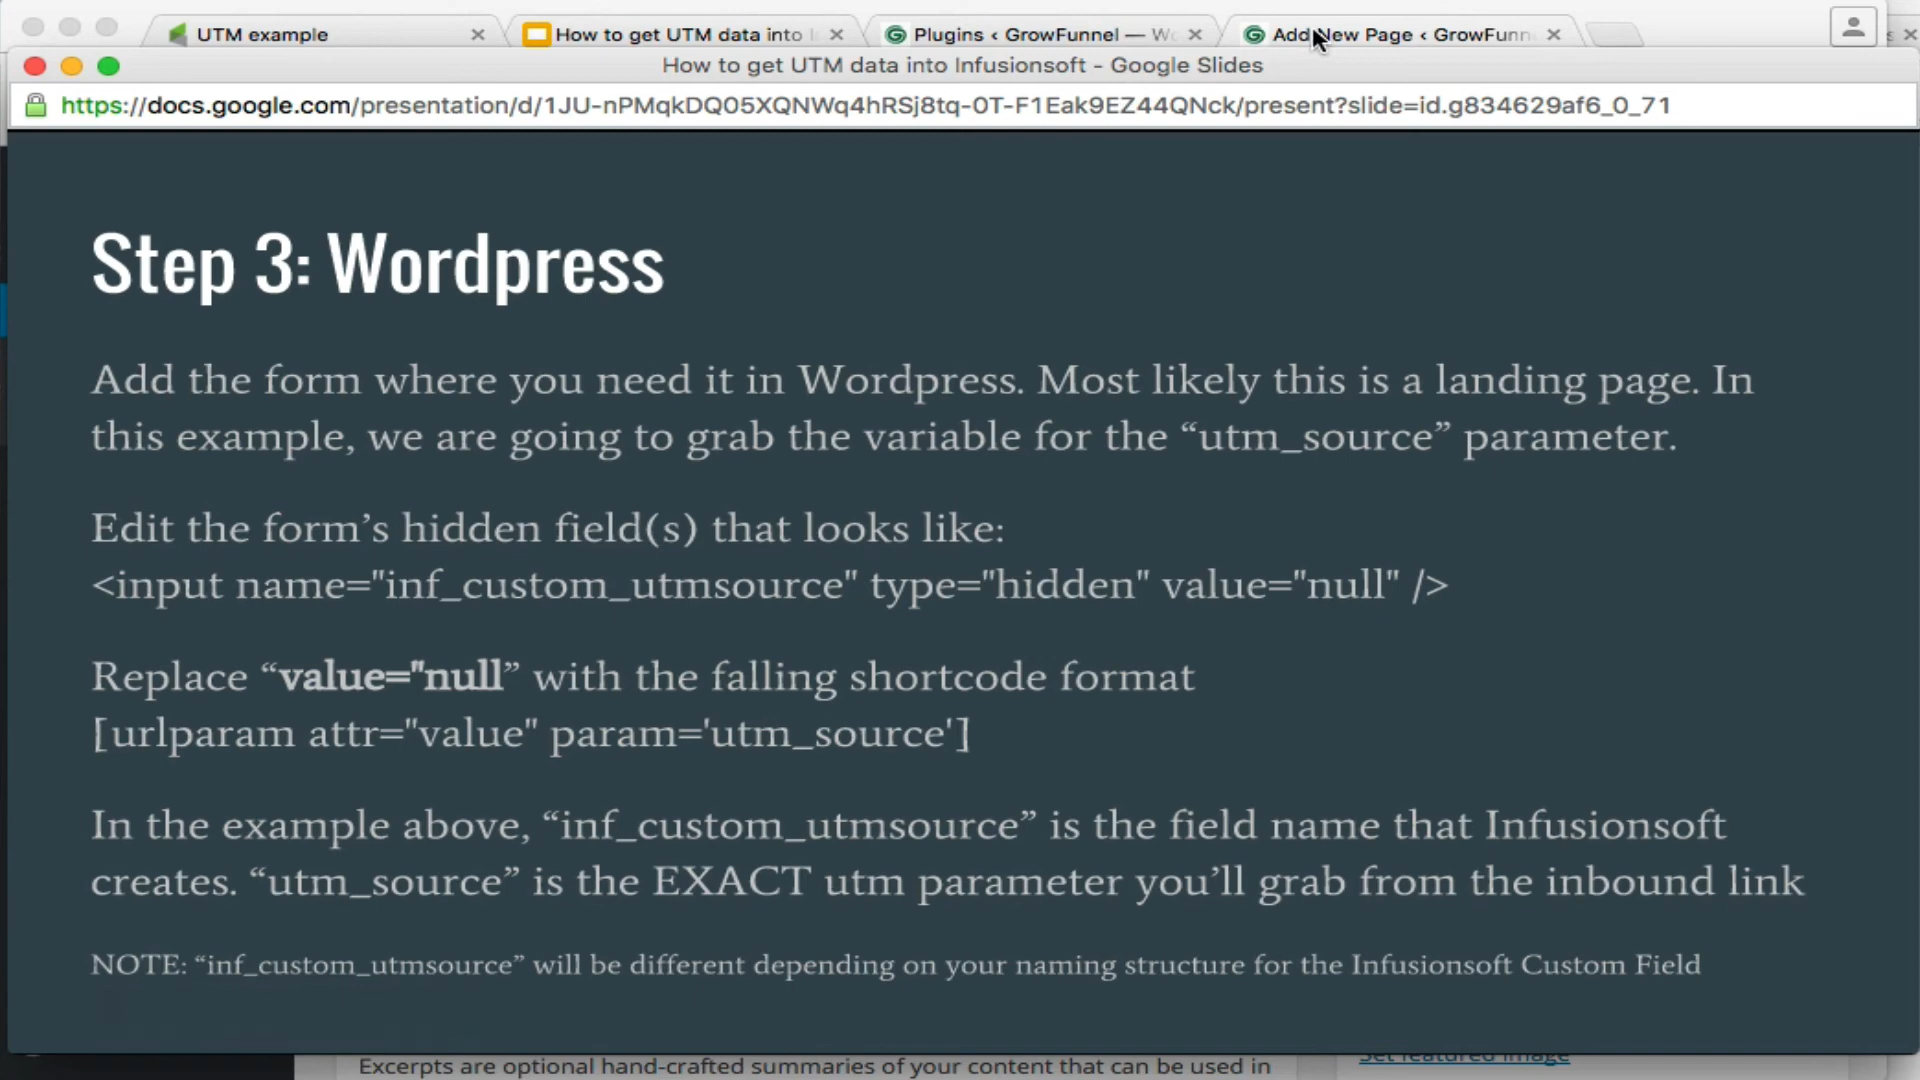 UTM example
How to get UTM data into
Plugins ‹ GrowFunnel —
Add New Page ‹ GrowFunn
How to get UTM data into Infusionsoft - Google Slides
https://docs.google.com/presentation/d/1JU-nPMqkDQ05XQNWq4hRSj8tq-0T-F1Eak9EZ44QNck/present?slide=id.g834629af6_0_71
Step 3: Wordpress
Add the form where you need it in Wordpress. Most likely this is a landing page. In
this example, we are going to grab the variable for the “utm_source” parameter.
Edit the form’s hidden field(s) that looks like:
<input name="inf_custom_utmsource" type="hidden" value="null" />
Replace “value="null” with the falling shortcode format
[urlparam attr="value" param='utm_source']
In the example above, “inf_custom_utmsource” is the field name that Infusionsoft
creates. “utm_source” is the EXACT utm parameter you’ll grab from the inbound link
NOTE: “inf_custom_utmsource” will be different depending on your naming structure for the Infusionsoft Custom Field
Set featured image
Excerpts are optional hand-crafted summaries of your content that can be used in